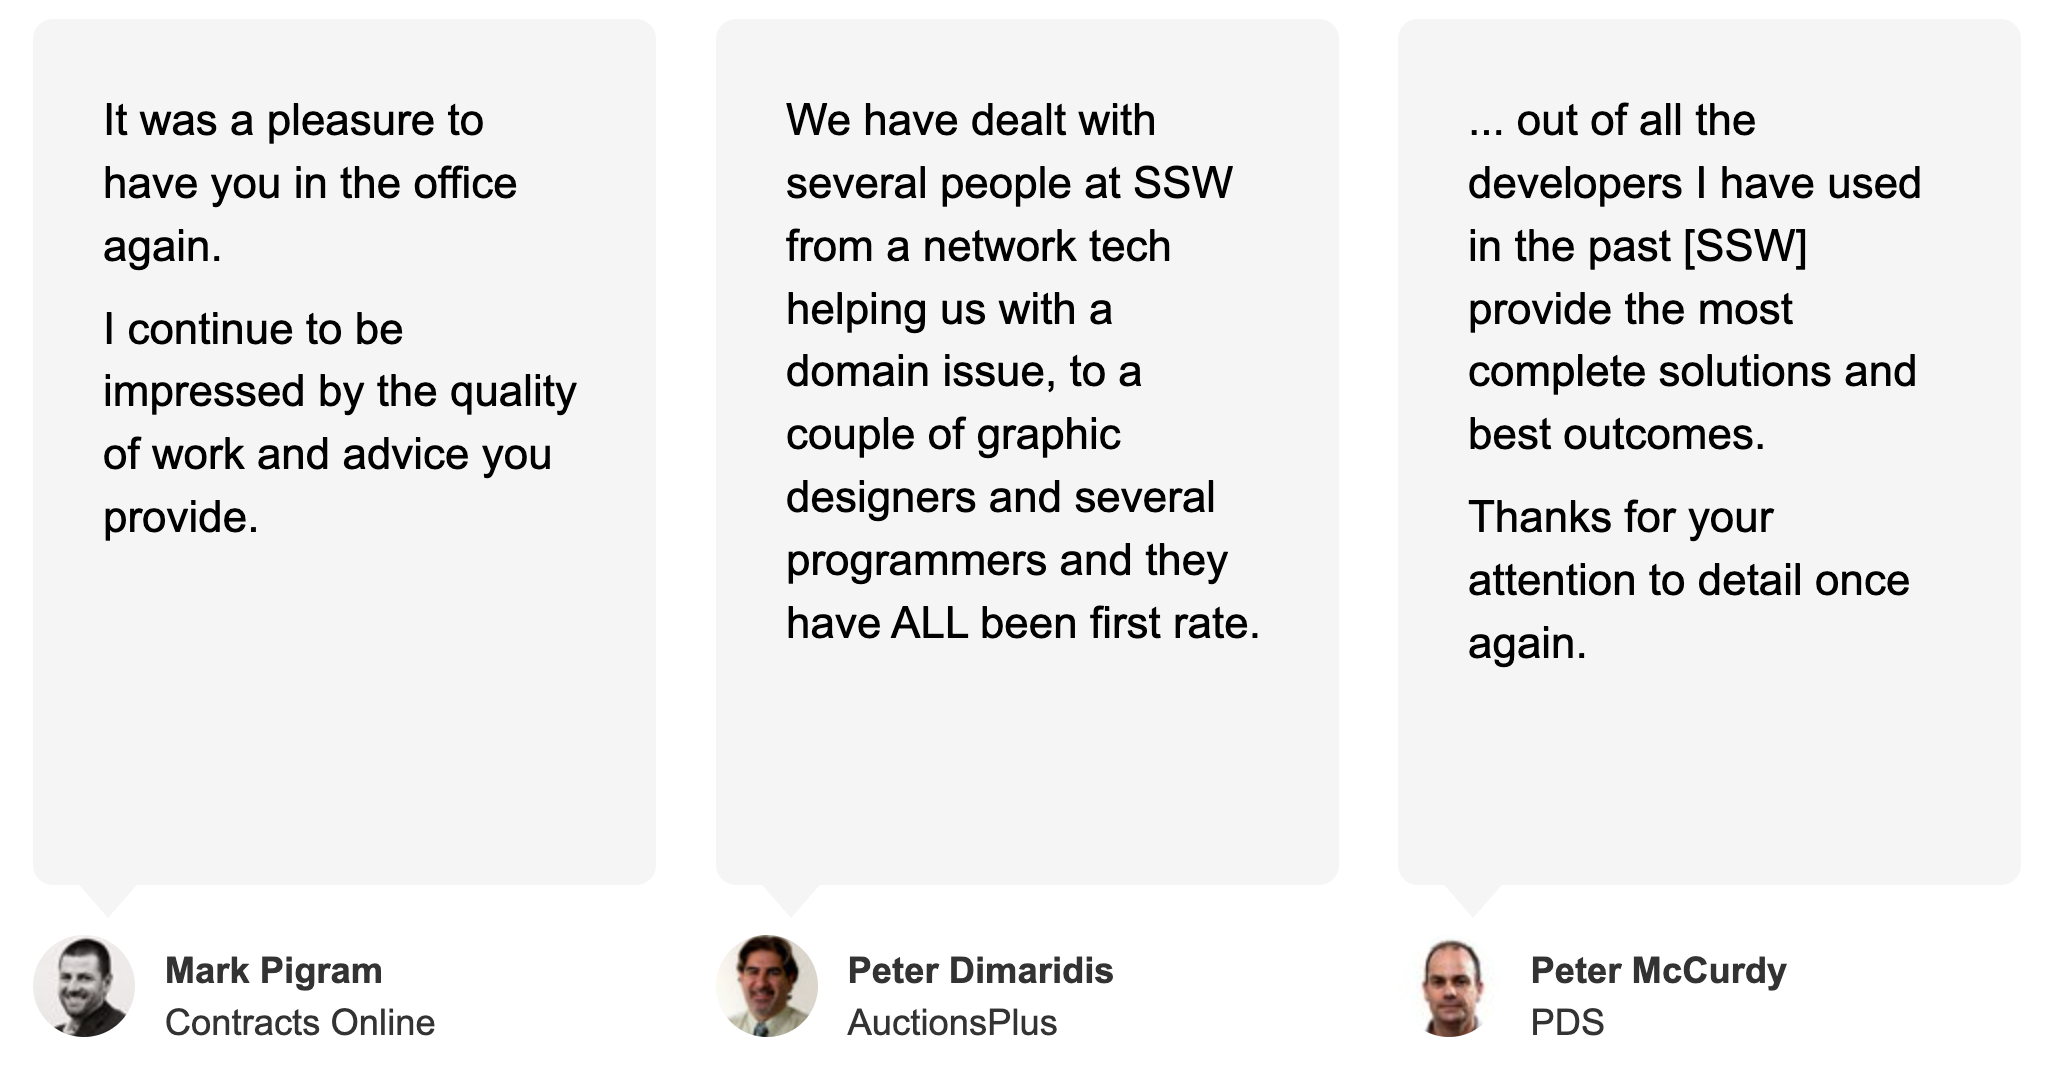 It was a pleasure to
have you in the office
again.
I continue to be
impressed by the quality
of work and advice you
provide.
Mark Pigram
Contracts Online
We have dealt with
several people at SSW
from a network tech
helping us with a
domain issue, to a
couple of graphic
designers and several
programmers and they
have ALL been first rate.
Peter Dimaridis
AuctionsPlus
... out of all the
developers I have used
in the past [SSW]
provide the most
complete solutions and
best outcomes.
Thanks for your
attention to detail once
again.
Peter McCurdy
PDS